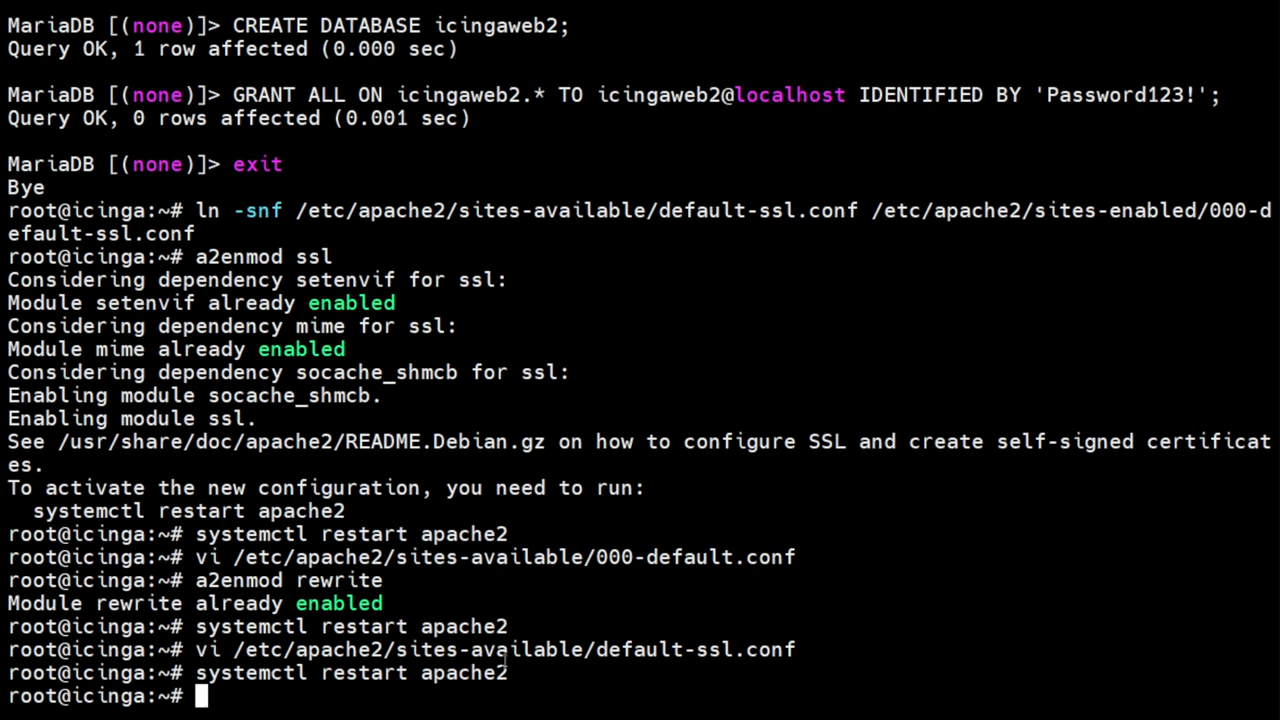 MariaDB [(none)]> CREATE DATABASE icingaweb2;
Query OK, 1 row affected (0.000 sec)
MariaDB [(none)]> GRANT ALL ON icingaweb2.* TO icingaweb2@localhost IDENTIFIED BY 'Password123!';
Query OK, 0 rows affected (0.001 sec)
MariaDB [(none)]> exit
Bye
root@icinga:~# ln -snf /etc/apache2/sites-available/default-ssl.conf /etc/apache2/sites-enabled/000-d
efault-ssl.conf
root@icinga:~# a2enmod ssl
Considering dependency setenvif for ssl:
Module setenvif already enabled
Considering dependency mime for ssl:
Module mime already enabled
Considering dependency socache_shmcb for ssl:
Enabling module socache_shmcb.
Enabling module ssl.
See /usr/share/doc/apache2/README.Debian.gz on how to configure SSL and create self-signed certificat
es.
To activate the new configuration, you need to run:
  systemctl restart apache2
root@icinga:~# systemctl restart apache2
root@icinga:~# vi /etc/apache2/sites-available/000-default.conf
root@icinga:~# a2enmod rewrite
Module rewrite already enabled
root@icinga:~# systemctl restart apache2
root@icinga:~# vi /etc/apache2/sites-available/default-ssl.conf
root@icinga:~# systemctl restart apache2
root@icinga:~#